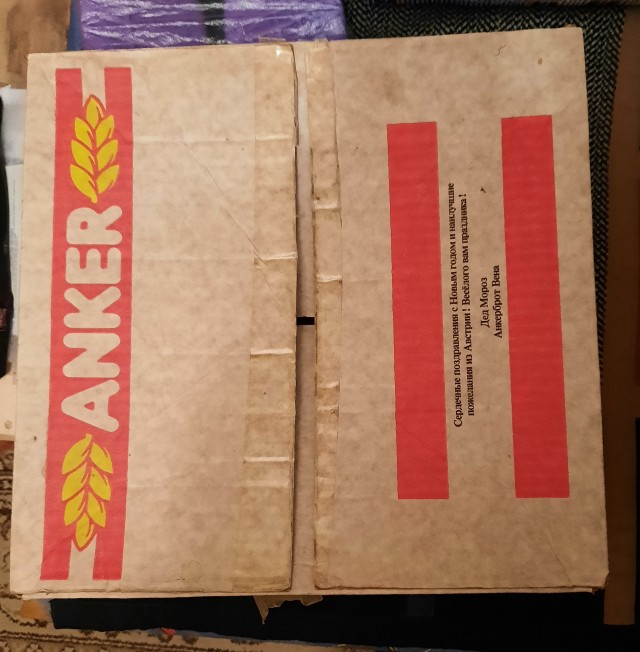 ANKER
Сердечные поздравления с Новым годом и наилучшие
пожелания из Австрии! Весёлого вам праздника!
Дед Мороз
Анкерброт Вена